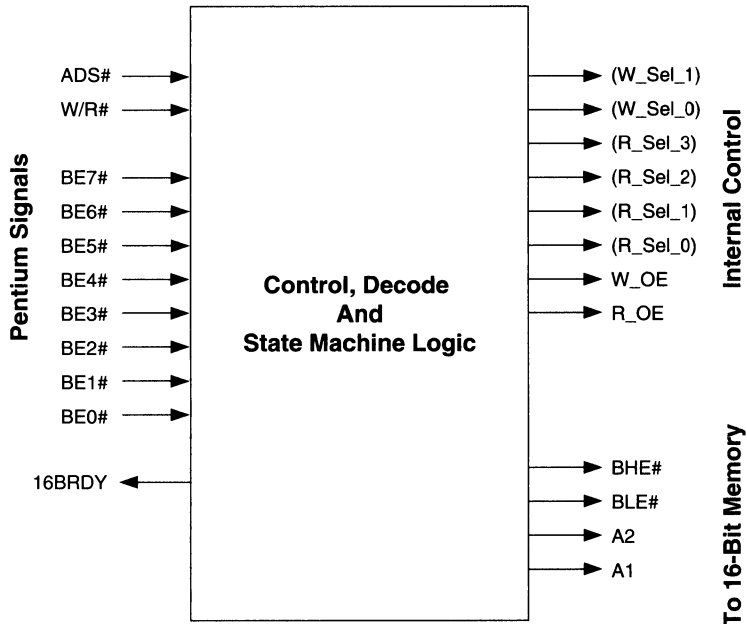 Pentium Signals
ADS#
W/R#
BE7#
BE6#
BE5#
BE4#
BE3#
BE2#
BE1#
BE0#
16BRDY
Control, Decode
And
State Machine Logic
(W_Sel_1)
(W_Sel_0)
(R_Sel_3)
(R_Sel_2)
(R_Sel_1)
(R_Sel_0)
W_OE
R_OE
Internal Control
BHE#
BLE#
A2
A1
To 16-Bit Memory